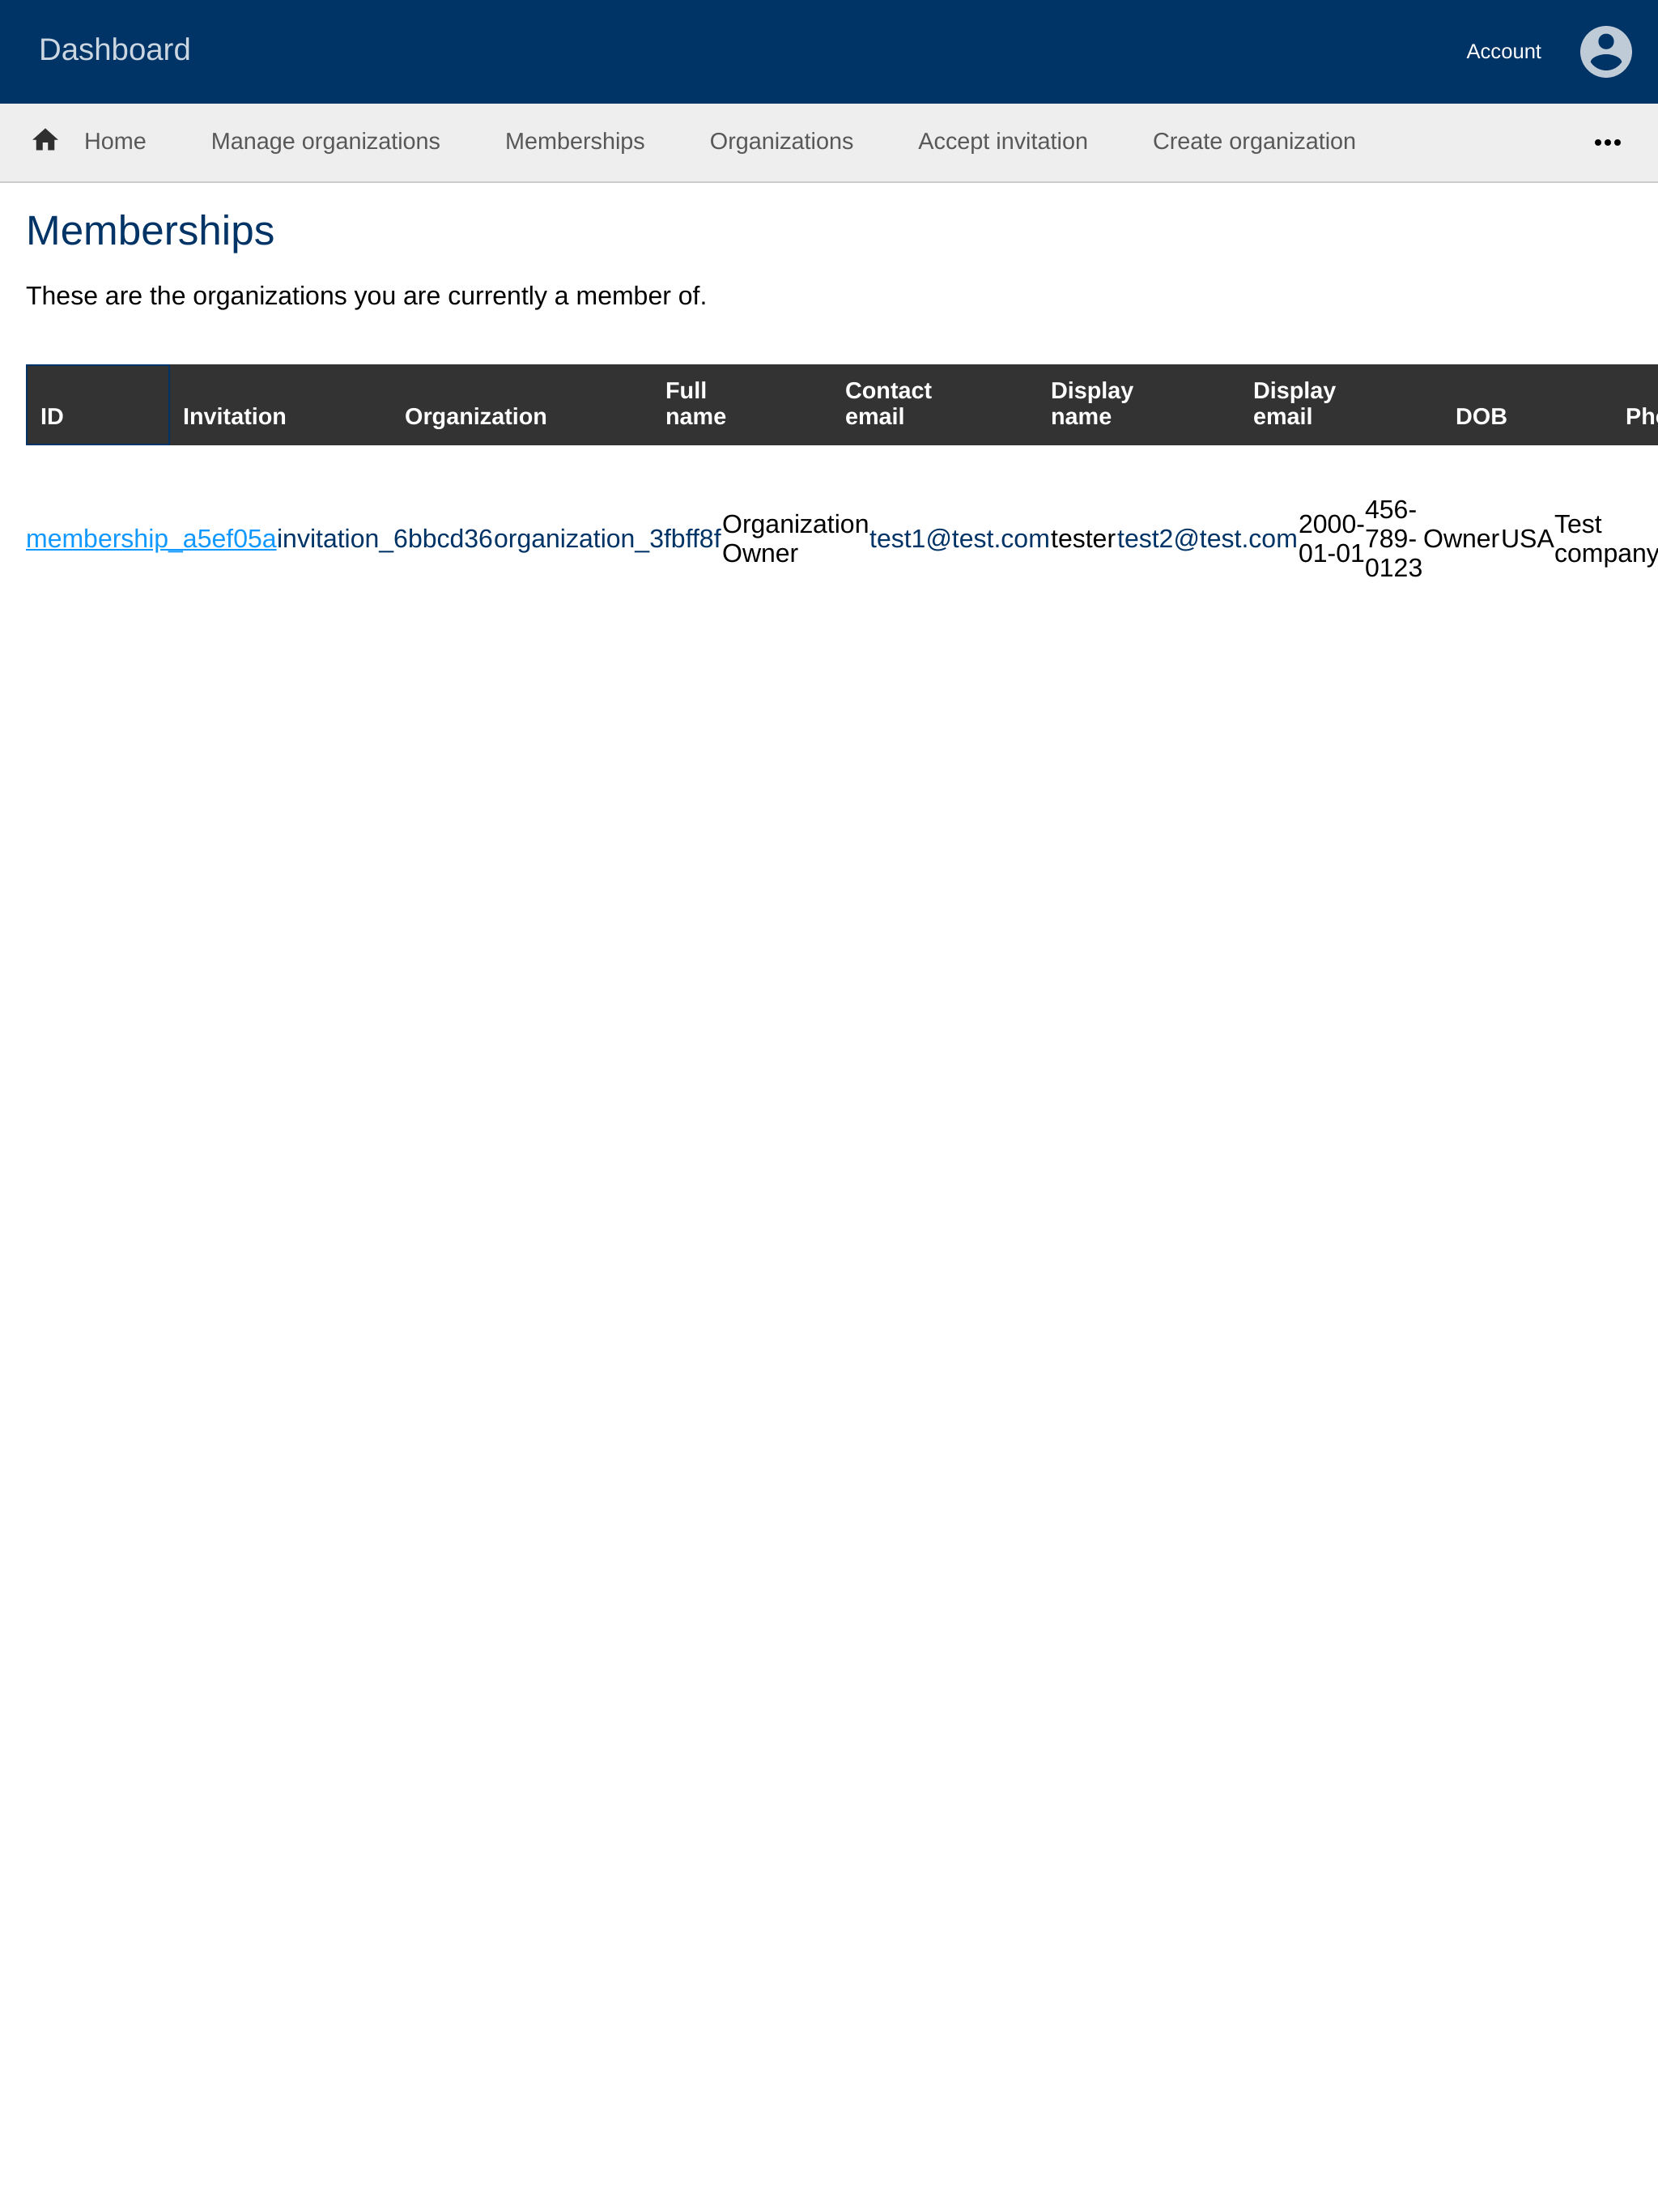 Dashboard
Account
Home Manage organizations Memberships Organizations Accept invitation Create organization
Memberships
These are the organizations you are currently a member of.
ID Invitation Organization Full name Contact email Display name Display email DOB Pho
membership_a5ef05a invitation_6bbcd36 organization_3fbff8f Organization Owner test1@test.com tester test2@test.com 2000-01-01 456-789-0123 Owner USA Test company